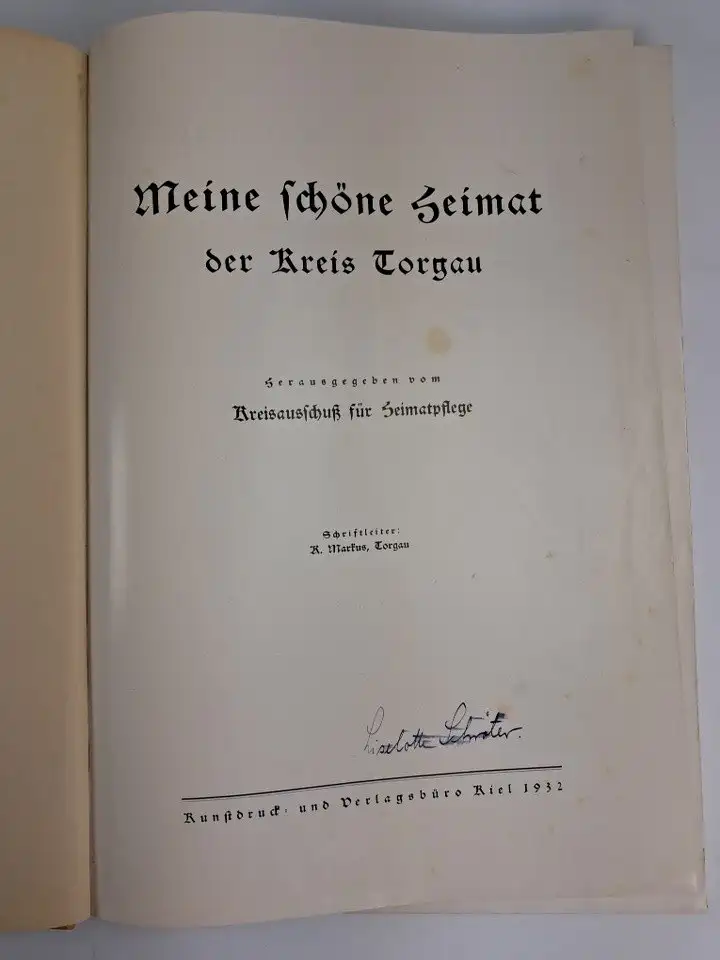 Meine schöne Heimat
der Kreis Torgau
Herausgegeben vom
Kreisausschuß für Heimatpflege
Schriftleiter:
K. Markus, Torgau
Liselotte Schröter.
Kunstdruck- und Verlagsbüro Kiel 1932